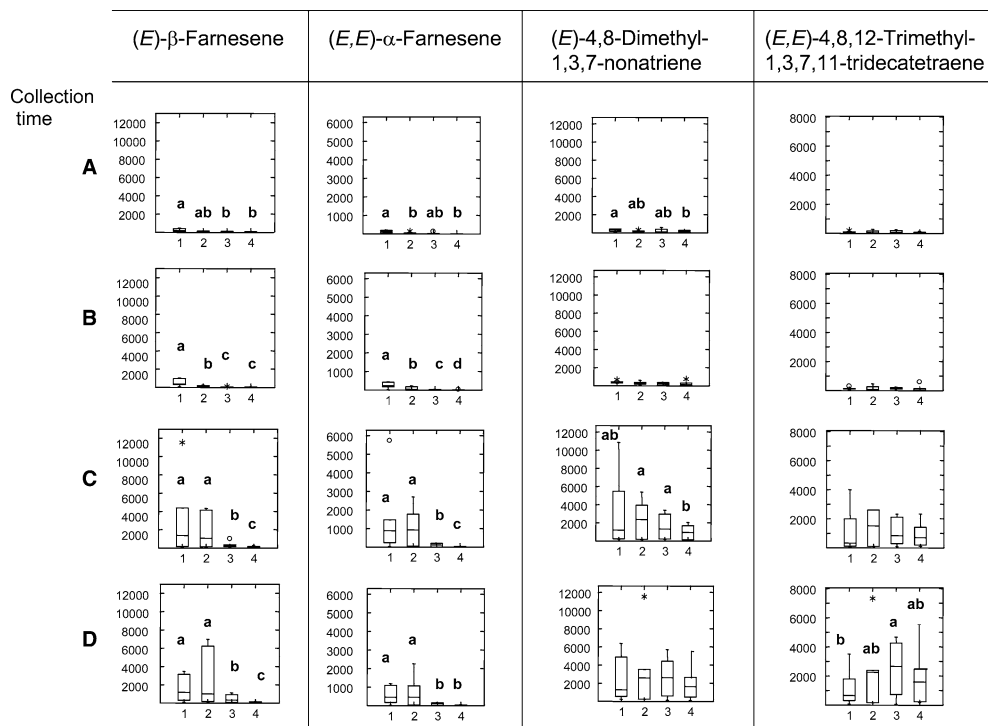 (E)-β-Farnesene
(E,E)-α-Farnesene
(E)-4,8-Dimethyl-
1,3,7-nonatriene
(E,E)-4,8,12-Trimethyl-
1,3,7,11-tridecatetraene
Collection
time
A
12000
10000
8000
6000
4000
2000
a ab b b
1 2 3 4
6000
5000
4000
3000
2000
1000
a b ab b
1 2 3 4
12000
10000
8000
6000
4000
2000
a ab ab b
1 2 3 4
8000
6000
4000
2000
1 2 3 4
B
12000
10000
8000
6000
4000
2000
a b c c
1 2 3 4
6000
5000
4000
3000
2000
1000
a b c d
1 2 3 4
12000
10000
8000
6000
4000
2000
1 2 3 4
8000
6000
4000
2000
1 2 3 4
C
12000
10000
8000
6000
4000
2000
a a b c
1 2 3 4
6000
5000
4000
3000
2000
1000
a a b c
1 2 3 4
12000
10000
8000
6000
4000
2000
ab a a b
1 2 3 4
8000
6000
4000
2000
1 2 3 4
D
12000
10000
8000
6000
4000
2000
a a b c
1 2 3 4
6000
5000
4000
3000
2000
1000
a a b b
1 2 3 4
12000
10000
8000
6000
4000
2000
1 2 3 4
8000
6000
4000
2000
b ab a ab
1 2 3 4